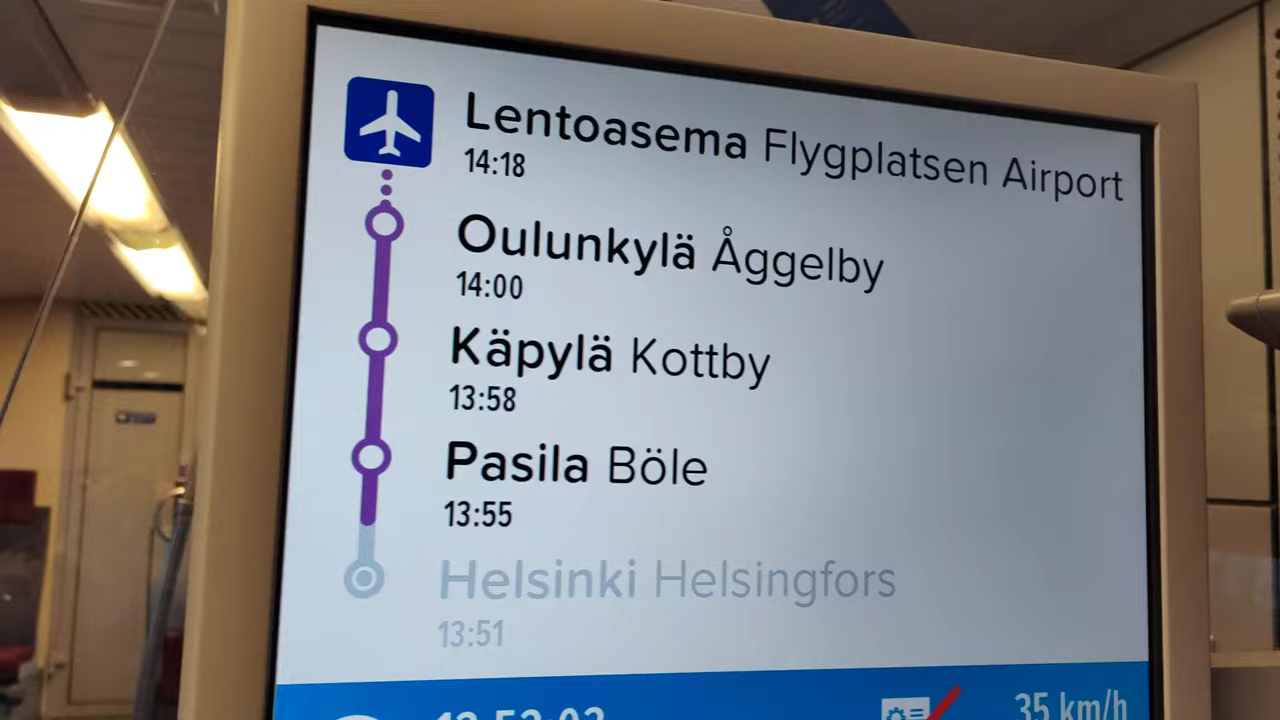 Lentoasema Flygplatsen Airport
14:18
Oulunkylä Åggelby
14:00
Käpylä Kottby
13:58
Pasila Böle
13:55
Helsinki Helsingfors
13:51
35 km/h